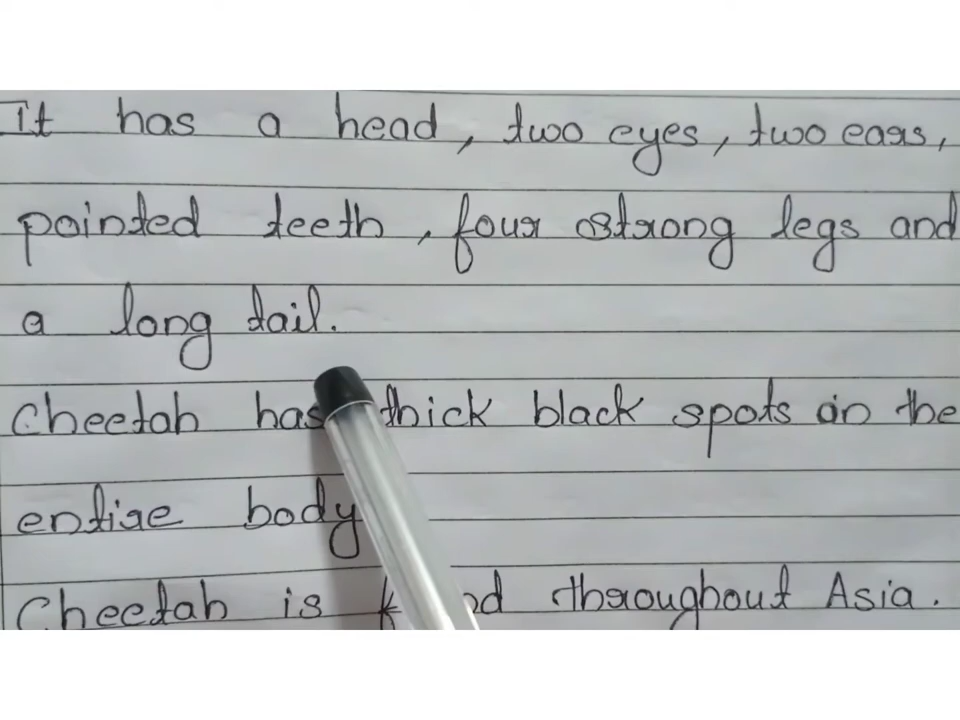 It has a head, two eyes, two ears,
pointed teeth, four strong legs and
a long tail.
Cheetah has thick black spots in the
entire body
Cheetah is throughout Asia.